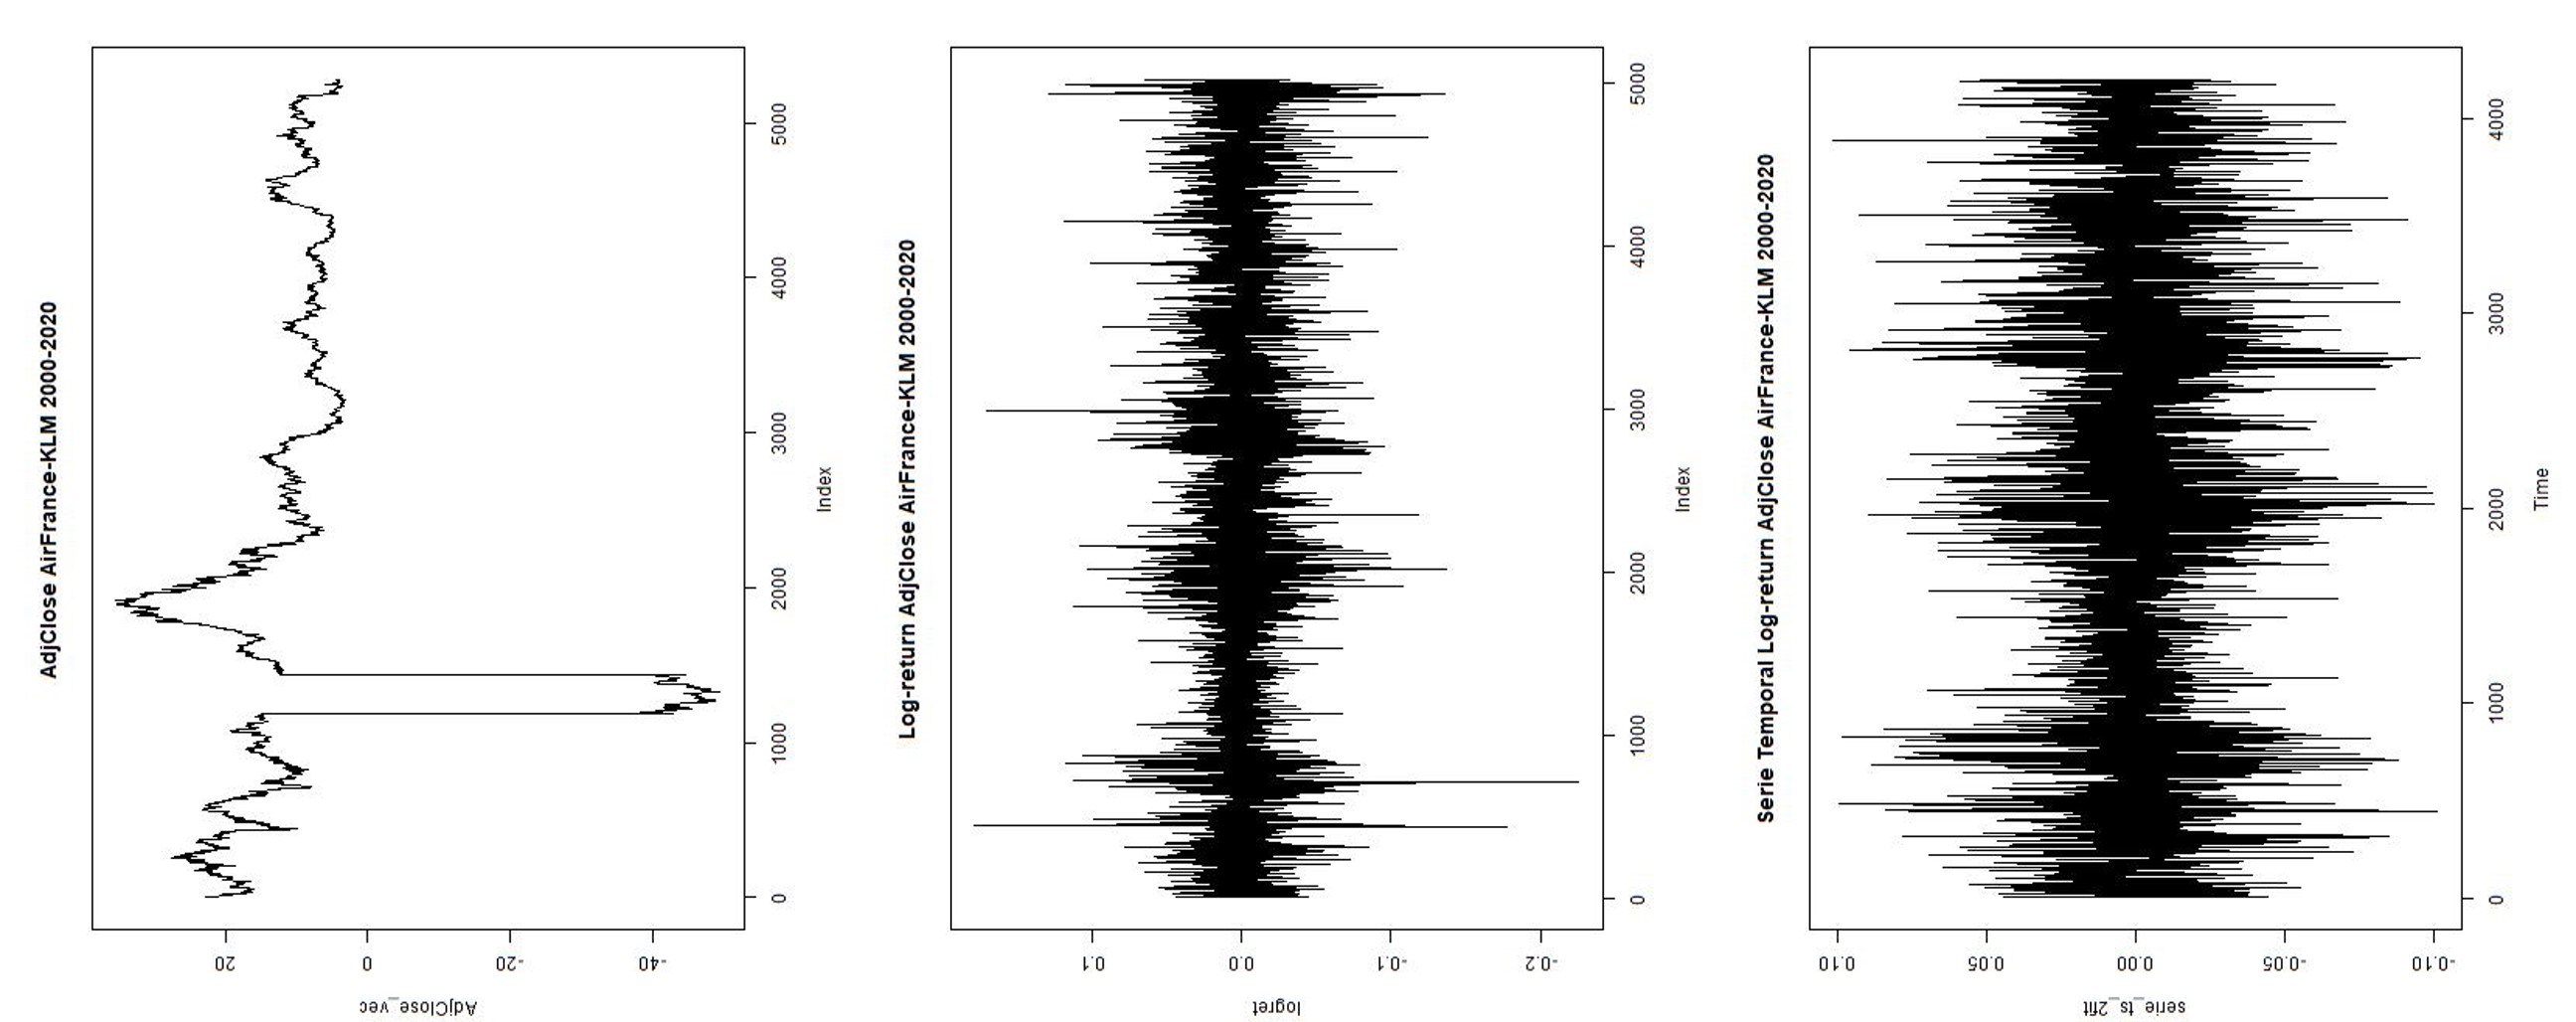 AdjClose AirFrance-KLM 2000-2020
AdjClose_vec
20
0
-20
-40
0 1000 2000 3000 4000 5000
Index
Log-return AdjClose AirFrance-KLM 2000-2020
logret
0.1
0.0
-0.1
-0.2
0 1000 2000 3000 4000 5000
Index
Serie Temporal Log-return AdjClose AirFrance-KLM 2000-2020
serie_ts_2fit
0.10
0.05
0.00
-0.05
-0.10
0 1000 2000 3000 4000
Time